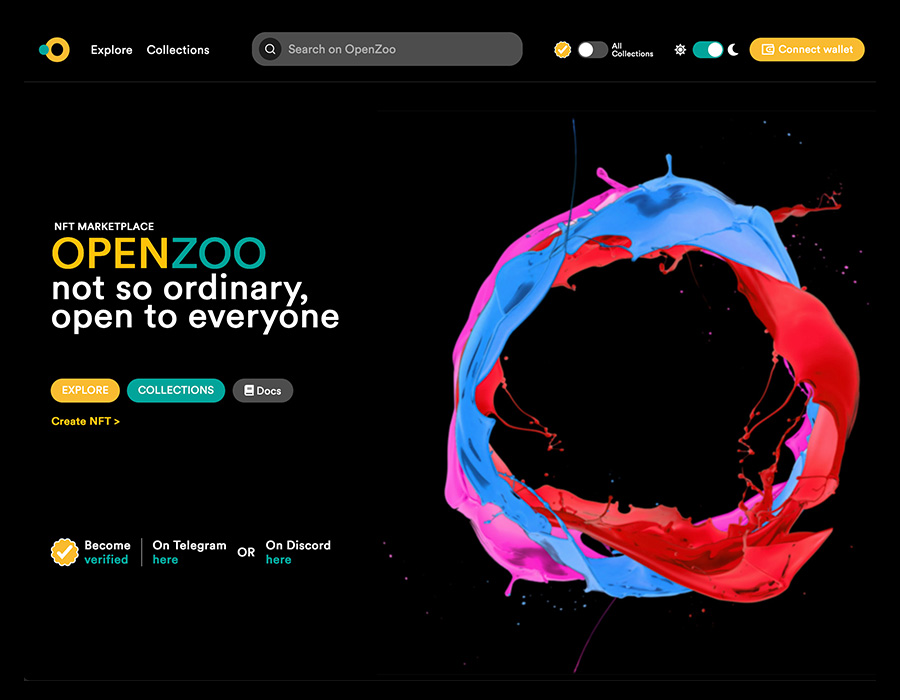 Explore Collections
Search on OpenZoo
All
Collections
Connect wallet
NFT MARKETPLACE
OPENZOO
not so ordinary,
open to everyone
EXPLORE COLLECTIONS Docs
Create NFT >
Become
verified
On Telegram
here
OR
On Discord
here